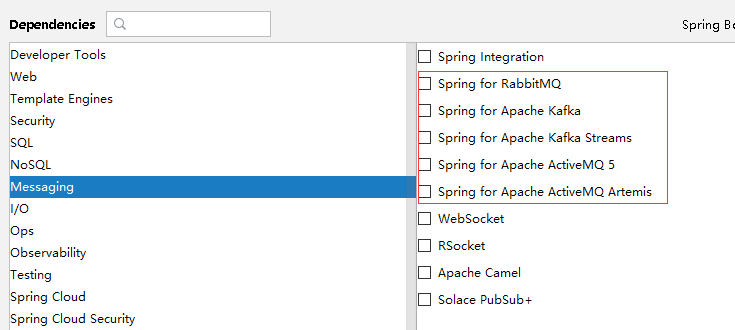 Dependencies
Spring Bo
Developer Tools
Web
Template Engines
Security
SQL
NoSQL
Messaging
I/O
Ops
Observability
Testing
Spring Cloud
Spring Cloud Security
Spring Integration
Spring for RabbitMQ
Spring for Apache Kafka
Spring for Apache Kafka Streams
Spring for Apache ActiveMQ 5
Spring for Apache ActiveMQ Artemis
WebSocket
RSocket
Apache Camel
Solace PubSub+